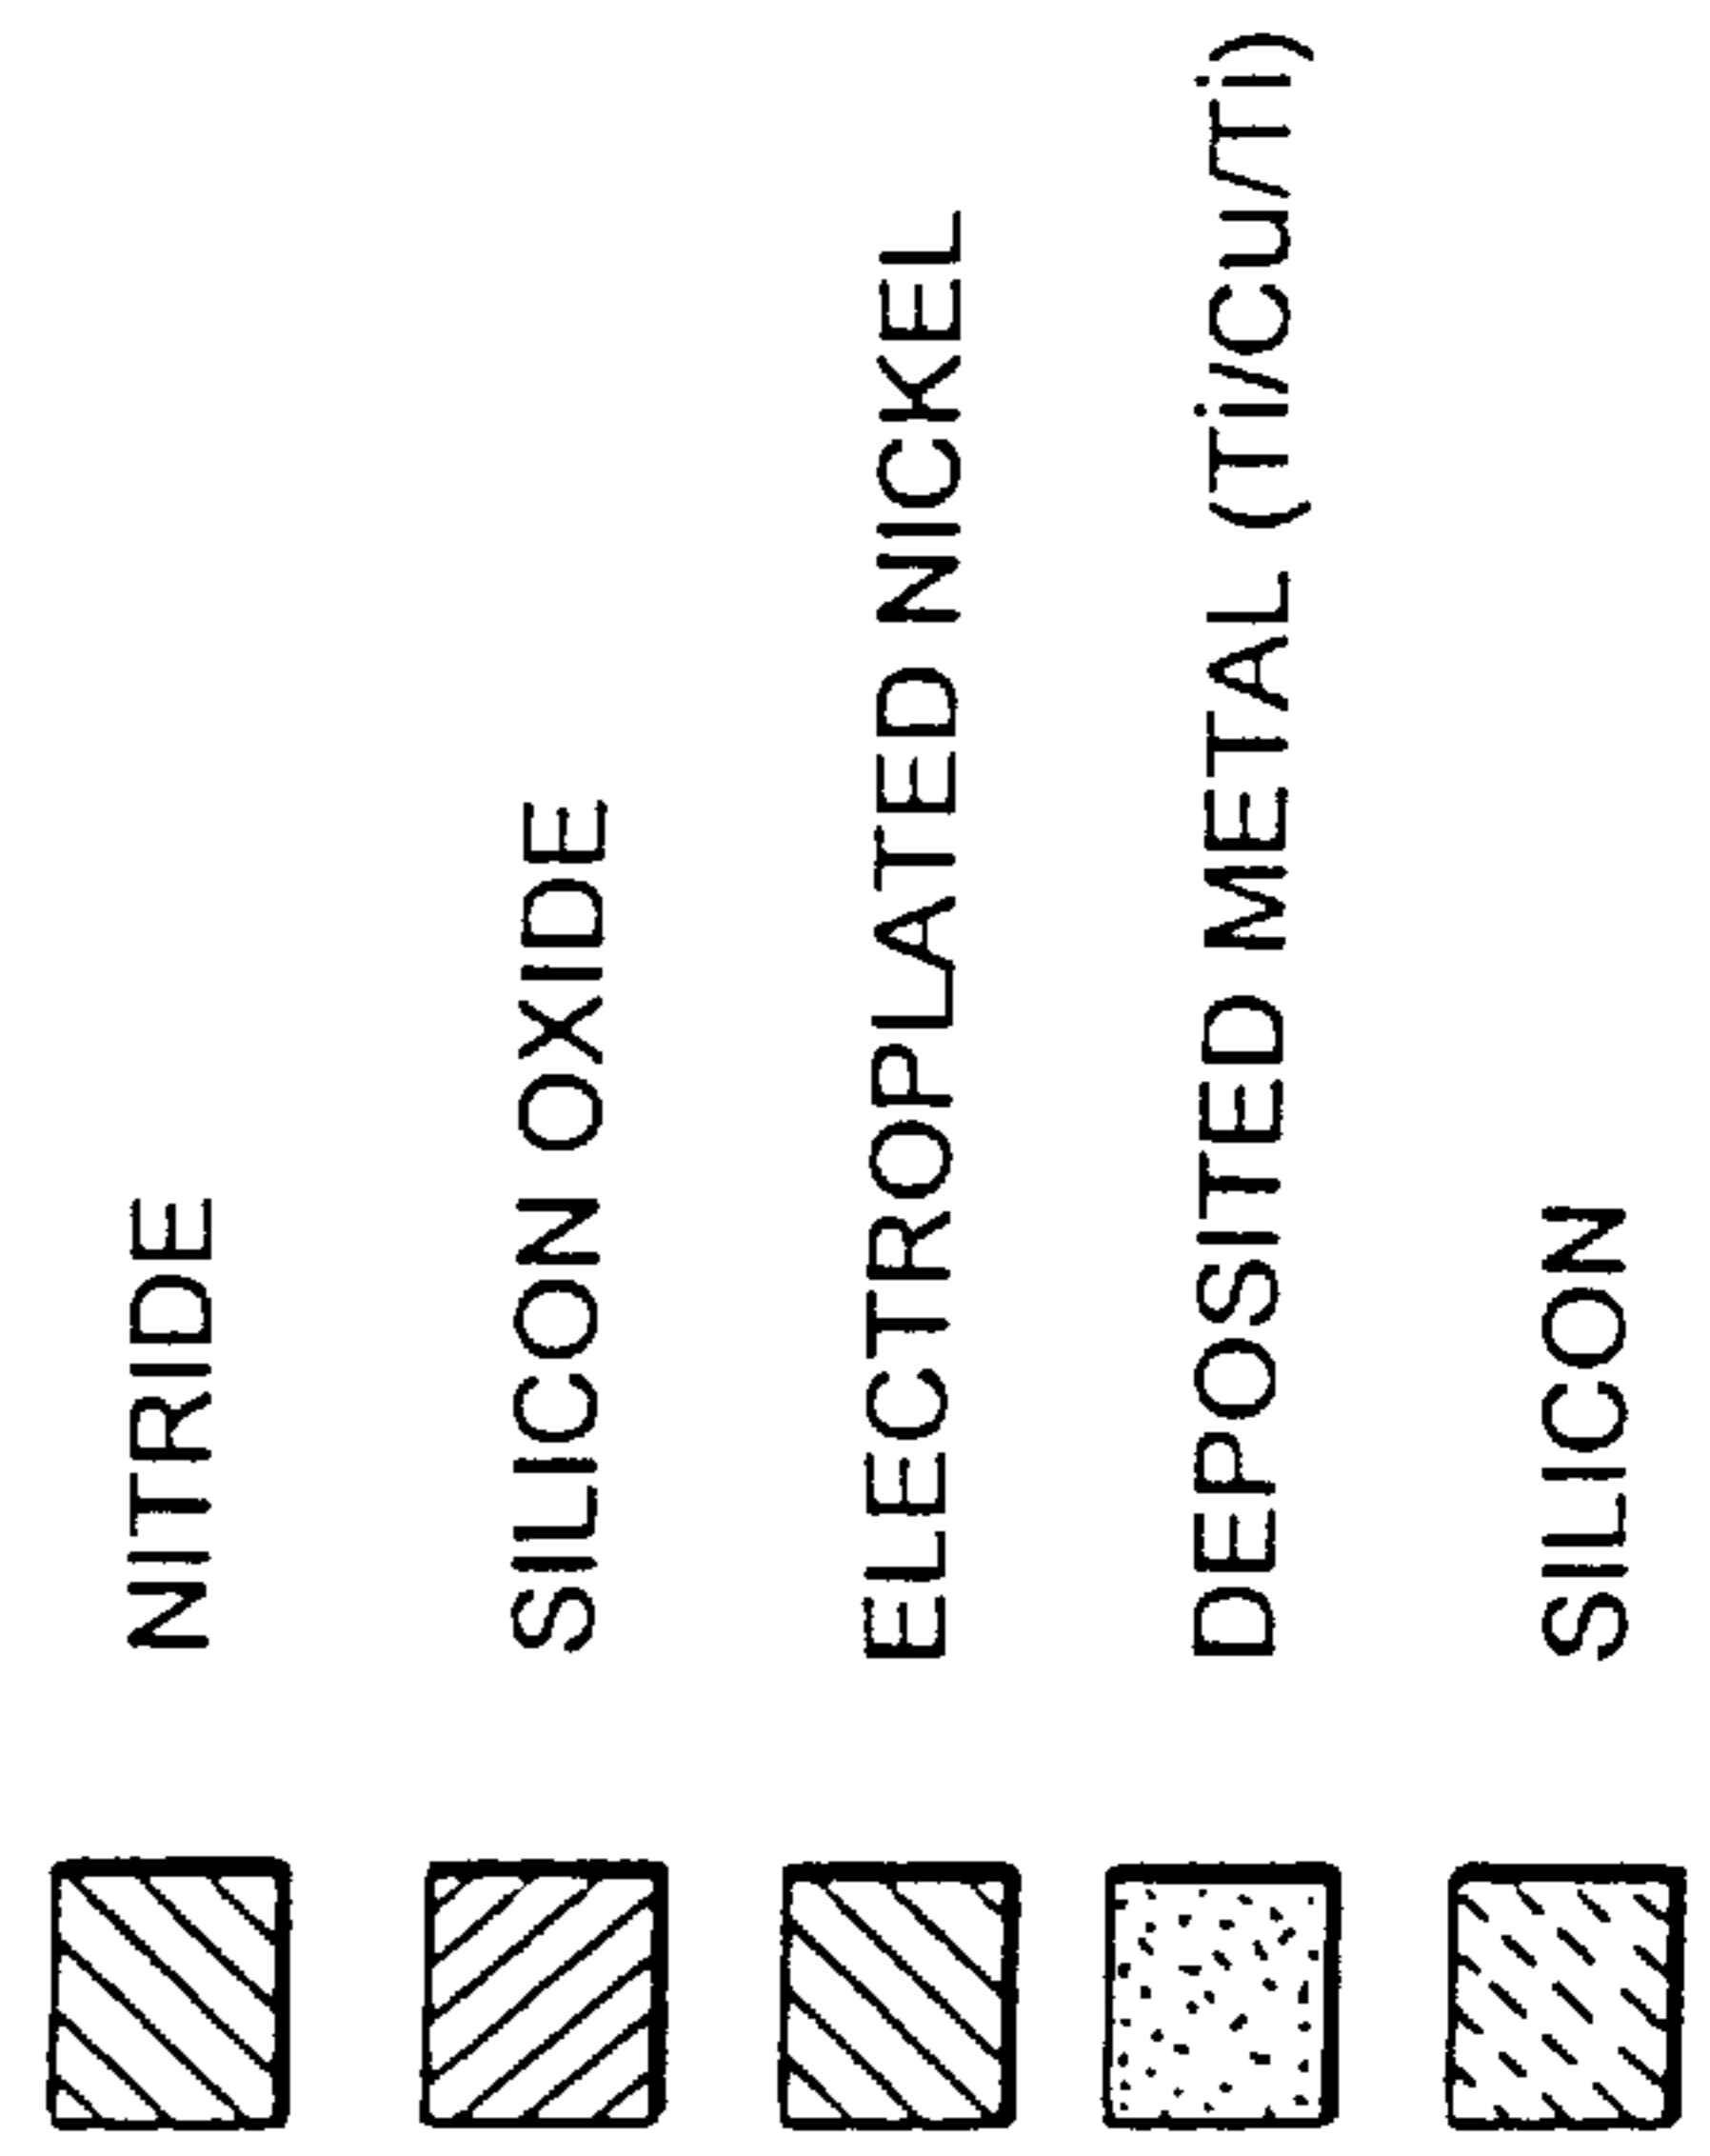 NITRIDE
SILICON OXIDE
ELECTROPLATED NICKEL
DEPOSITED METAL (Ti/Cu/Ti)
SILICON